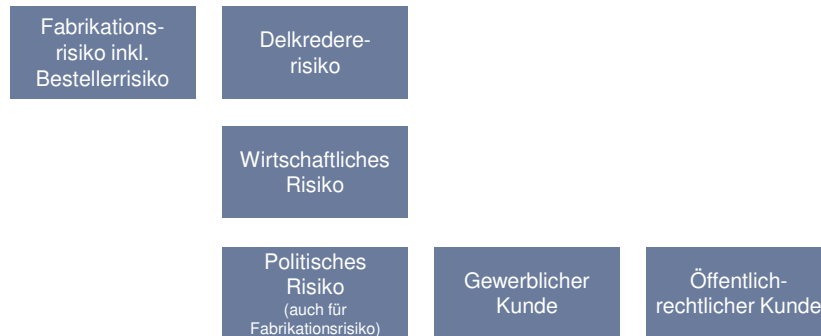 Fabrikations-
risiko inkl.
Bestellerrisiko
Delkredere-
risiko
Wirtschaftliches
Risiko
Politisches
Risiko
(auch für
Fabrikationsrisiko)
Gewerblicher
Kunde
Öffentlich-
rechtlicher Kunde